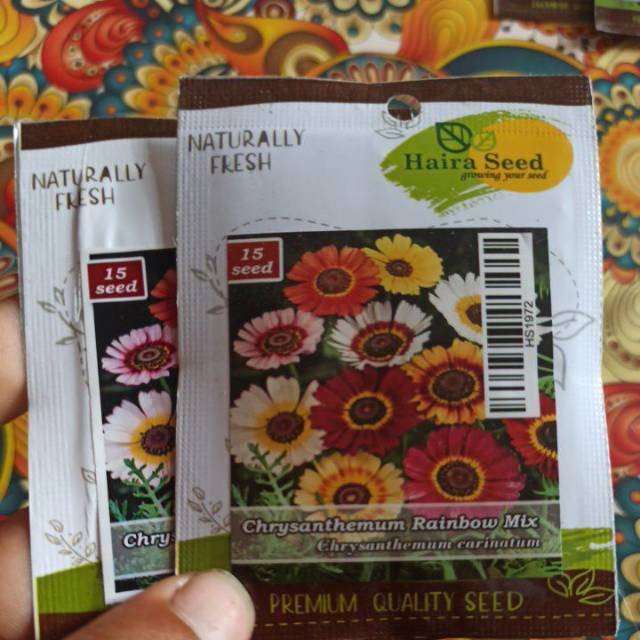 NATURALLY
FRESH
15
seed
Chrys
NATURALLY
FRESH
Haira Seed
growing your seed
15
seed
HS1972
Chrysanthemum Rainbow Mix
Chrysanthemum carinatum
PREMIUM QUALITY SEED